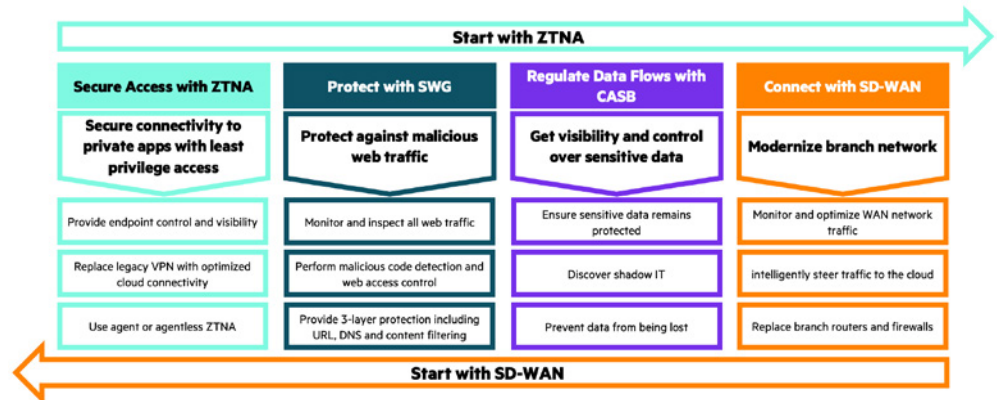 Start with ZTNA
Secure Access with ZTNA
Secure connectivity to
private apps with least
privilege access
Provide endpoint control and visibility
Replace legacy VPN with optimized
cloud connectivity
Use agent or agentless ZTNA
Protect with SWG
Protect against malicious
web traffic
Monitor and inspect all web traffic
Perform malicious code detection and
web access control
Provide 3-layer protection including
URL, DNS and content filtering
Regulate Data Flows with
CASB
Get visibility and control
over sensitive data
Ensure sensitive data remains
protected
Discover shadow IT
Prevent data from being lost
Connect with SD-WAN
Modernize branch network
Monitor and optimize WAN network
traffic
intelligently steer traffic to the cloud
Replace branch routers and firewalls
Start with SD-WAN